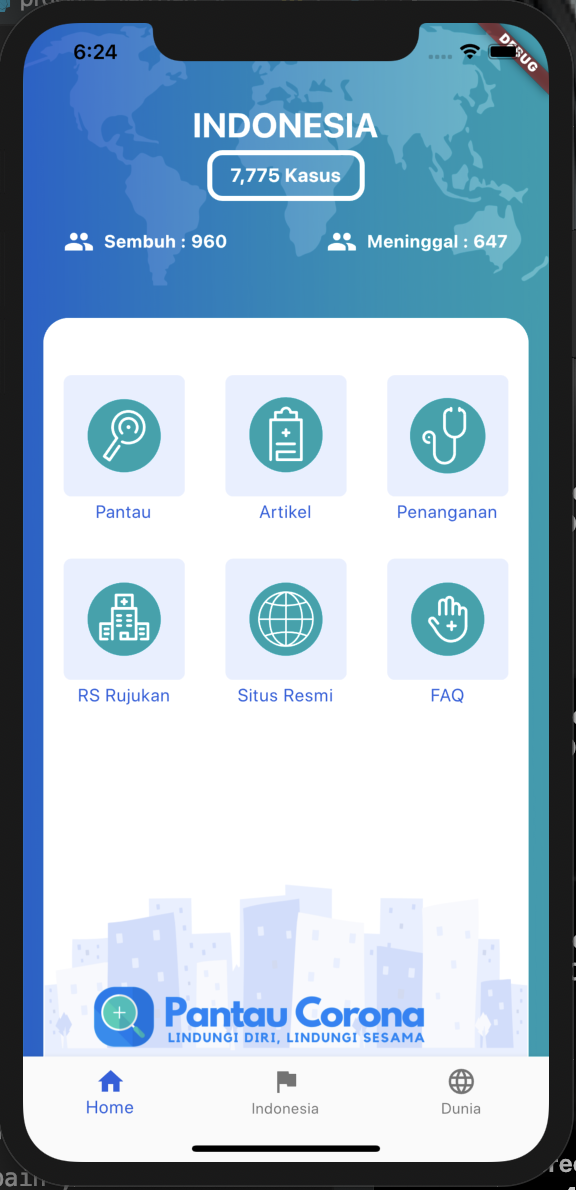 6:24
DEBUG
INDONESIA
7,775 Kasus
Sembuh : 960
Meninggal : 647
Pantau
Artikel
Penanganan
RS Rujukan
Situs Resmi
FAQ
Pantau Corona
LINDUNGI DIRI, LINDUNGI SESAMA
Home
Indonesia
Dunia